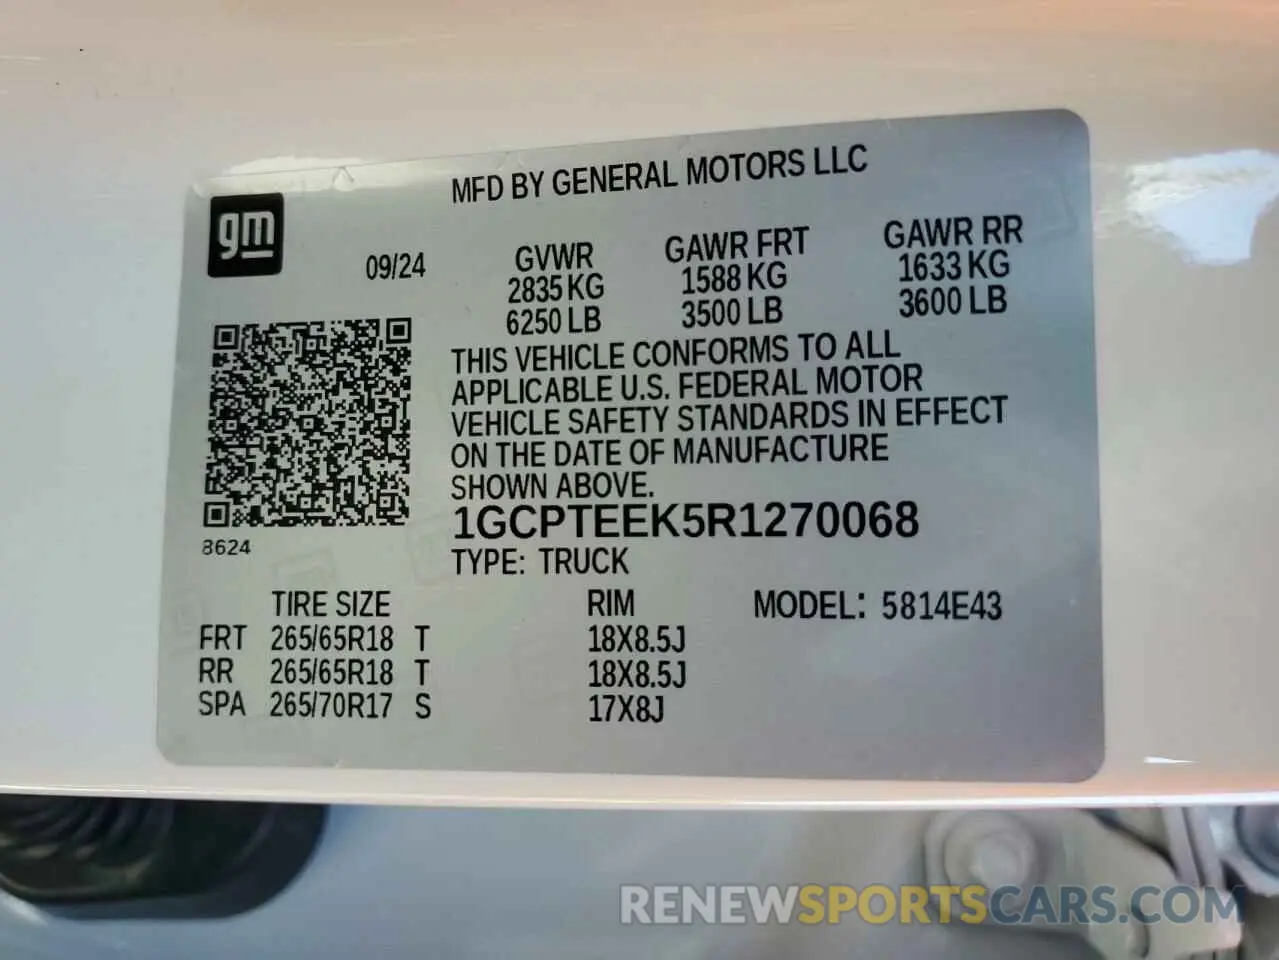 MFD BY GENERAL MOTORS LLC
gm
09/24
GVWR GAWR FRT GAWR RR
2835 KG 1588 KG 1633 KG
6250 LB 3500 LB 3600 LB
THIS VEHICLE CONFORMS TO ALL
APPLICABLE U.S. FEDERAL MOTOR
VEHICLE SAFETY STANDARDS IN EFFECT
ON THE DATE OF MANUFACTURE
SHOWN ABOVE.
1GCPTEEK5R1270068
8624
TYPE: TRUCK
TIRE SIZE RIM MODEL: 5814E43
FRT 265/65R18 T 18X8.5J
RR 265/65R18 T 18X8.5J
SPA 265/70R17 S 17X8J
RENEWSPORTSCARS.COM